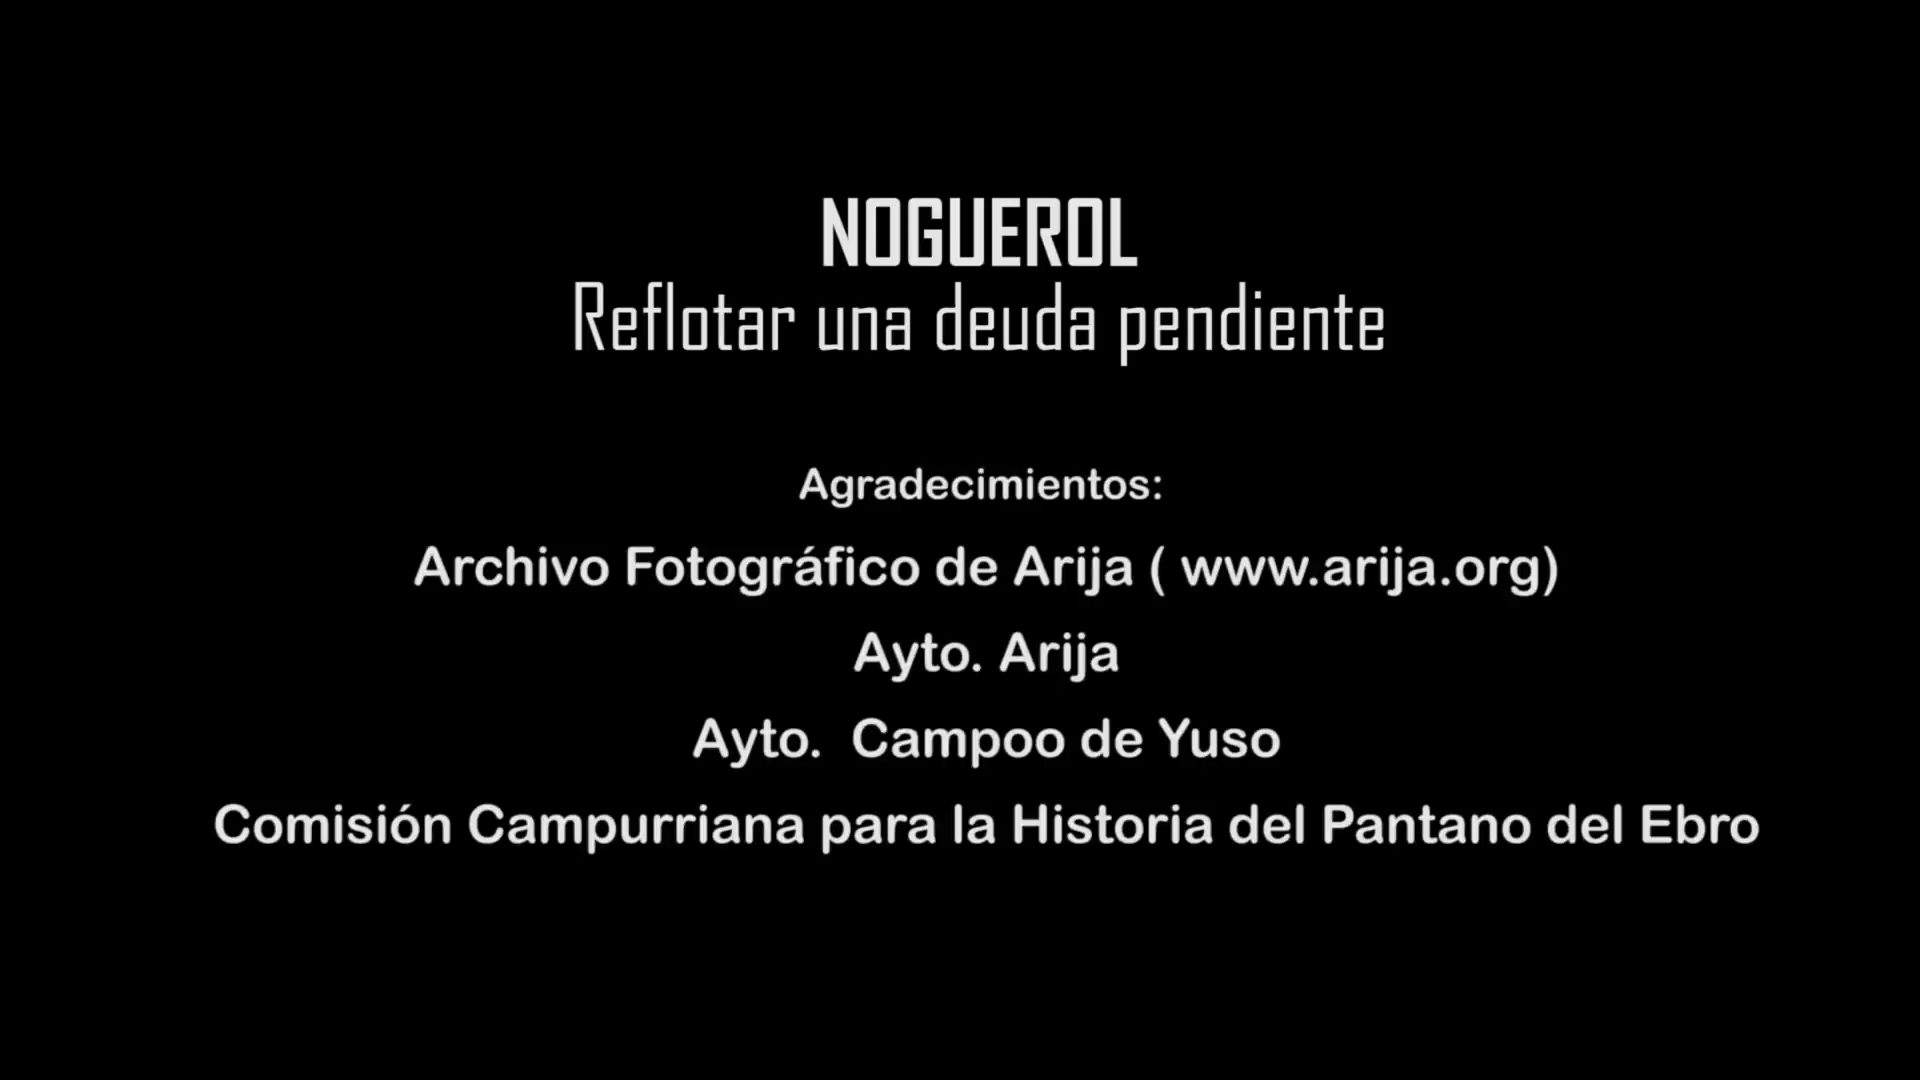 NOGUEROL
Reflotar una deuda pendiente
Agradecimientos:
Archivo Fotográfico de Arija ( www.arija.org)
Ayto. Arija
Ayto.  Campoo de Yuso
Comisión Campurriana para la Historia del Pantano del Ebro